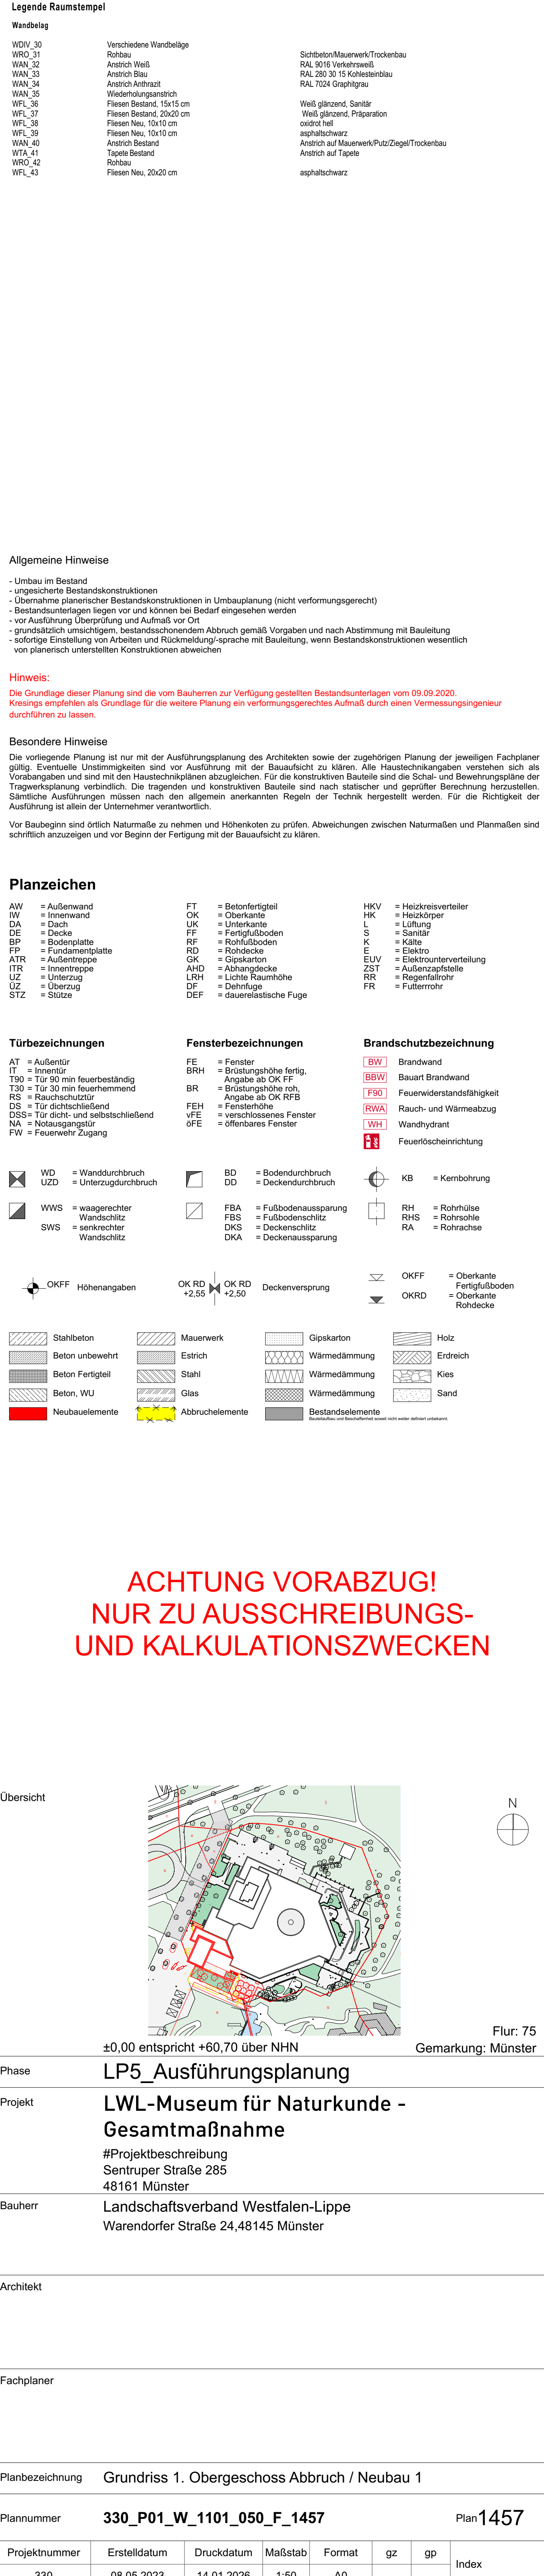 Legende Raumstempel
Wandbelag
WDIV_30 Verschiedene Wandbeläge
WRO_31 Rohbau Sichtbeton/Mauerwerk/Trockenbau
WAN_32 Anstrich Weiß RAL 9016 Verkehrsweiß
WAN_33 Anstrich Blau RAL 280 30 15 Kohlesteinblau
WAN_34 Anstrich Anthrazit RAL 7024 Graphitgrau
WAN_35 Wiederholungsanstrich
WFL_36 Fliesen Bestand, 15x15 cm Weiß glänzend, Sanitär
WFL_37 Fliesen Bestand, 20x20 cm Weiß glänzend, Präparation
WFL_38 Fliesen Neu, 10x10 cm oxidrot hell
WFL_39 Fliesen Neu, 10x10 cm asphaltschwarz
WAN_40 Anstrich Bestand Anstrich auf Mauerwerk/Putz/Ziegel/Trockenbau
WTA_41 Tapete Bestand Anstrich auf Tapete
WRO_42 Rohbau
WFL_43 Fliesen Neu, 20x20 cm asphaltschwarz
Allgemeine Hinweise
- Umbau im Bestand
- ungesicherte Bestandskonstruktionen
- Übernahme planerischer Bestandskonstruktionen in Umbauplanung (nicht verformungsgerecht)
- Bestandsunterlagen liegen vor und können bei Bedarf eingesehen werden
- vor Ausführung Überprüfung und Aufmaß vor Ort
- grundsätzlich umsichtigem, bestandsschonendem Abbruch gemäß Vorgaben und nach Abstimmung mit Bauleitung
- sofortige Einstellung von Arbeiten und Rückmeldung/-sprache mit Bauleitung, wenn Bestandskonstruktionen wesentlich
von planerisch unterstellten Konstruktionen abweichen
Hinweis:
Die Grundlage dieser Planung sind die vom Bauherren zur Verfügung gestellten Bestandsunterlagen vom 09.09.2020.
Kresings empfehlen als Grundlage für die weitere Planung ein verformungsgerechtes Aufmaß durch einen Vermessungsingenieur
durchführen zu lassen.
Besondere Hinweise
Die vorliegende Planung ist nur mit der Ausführungsplanung des Architekten sowie der zugehörigen Planung der jeweiligen Fachplaner
gültig. Eventuelle Unstimmigkeiten sind vor Ausführung mit der Bauaufsicht zu klären. Alle Haustechnikangaben verstehen sich als
Vorabangaben und sind mit den Haustechnikplänen abzugleichen. Für die konstruktiven Bauteile sind die Schal- und Bewehrungspläne der
Tragwerksplanung verbindlich. Die tragenden und konstruktiven Bauteile sind nach statischer und geprüfter Berechnung herzustellen.
Sämtliche Ausführungen müssen nach den allgemein anerkannten Regeln der Technik hergestellt werden. Für die Richtigkeit der
Ausführung ist allein der Unternehmer verantwortlich.
Vor Baubeginn sind örtlich Naturmaße zu nehmen und Höhenkoten zu prüfen. Abweichungen zwischen Naturmaßen und Planmaßen sind
schriftlich anzuzeigen und vor Beginn der Fertigung mit der Bauaufsicht zu klären.
Planzeichen
AW = Außenwand FT = Betonfertigteil HKV = Heizkreisverteiler
IW = Innenwand OK = Oberkante HK = Heizkörper
DA = Dach UK = Unterkante L = Lüftung
DE = Decke FF = Fertigfußboden S = Sanitär
BP = Bodenplatte RF = Rohfußboden K = Kälte
FP = Fundamentplatte RD = Rohdecke E = Elektro
ATR = Außentreppe GK = Gipskarton EUV = Elektrounterverteilung
ITR = Innentreppe AHD = Abhangdecke ZST = Außenzapfstelle
UZ = Unterzug LRH = Lichte Raumhöhe RR = Regenfallrohr
ÜZ = Überzug DF = Dehnfuge FR = Futterrrohr
STZ = Stütze DEF = dauerelastische Fuge
Türbezeichnungen Fensterbezeichnungen Brandschutzbezeichnung
AT = Außentür
IT = Innentür
T90 = Tür 90 min feuerbeständig
T30 = Tür 30 min feuerhemmend
RS = Rauchschutztür
DS = Tür dichtschließend
DSS = Tür dicht- und selbstschließend
NA = Notausgangstür
FW = Feuerwehr Zugang
FE = Fenster
BRH = Brüstungshöhe fertig,
Angabe ab OK FF
BR = Brüstungshöhe roh,
Angabe ab OK RFB
FEH = Fensterhöhe
vFE = verschlossenes Fenster
öFE = öffenbares Fenster
BW Brandwand
BBW Bauart Brandwand
F90 Feuerwiderstandsfähigkeit
RWA Rauch- und Wärmeabzug
WH Wandhydrant
Feuerlöscheinrichtung
WD = Wanddurchbruch
UZD = Unterzugdurchbruch
BD = Bodendurchbruch
DD = Deckendurchbruch
KB = Kernbohrung
WWS = waagerechter
Wandschlitz
SWS = senkrechter
Wandschlitz
FBA = Fußbodenaussparung
FBS = Fußbodenschlitz
DKS = Deckenschlitz
DKA = Deckenaussparung
RH = Rohrhülse
RHS = Rohrsohle
RA = Rohrachse
OKFF Höhenangaben
OK RD OK RD
+2,55 +2,50
Deckenversprung
OKFF = Oberkante
Fertigfußboden
OKRD = Oberkante
Rohdecke
Stahlbeton Mauerwerk Gipskarton Holz
Beton unbewehrt Estrich Wärmedämmung Erdreich
Beton Fertigteil Stahl Wärmedämmung Kies
Beton, WU Glas Wärmedämmung Sand
Neubauelemente Abbruchelemente Bestandselemente
Bauteilaufbau und Beschaffenheit soweit nicht weiter definiert unbekannt.
ACHTUNG VORABZUG!
NUR ZU AUSSCHREIBUNGS-
UND KALKULATIONSZWECKEN
Übersicht
N
Flur: 75
±0,00 entspricht +60,70 über NHN Gemarkung: Münster
Phase LP5_Ausführungsplanung
Projekt LWL-Museum für Naturkunde -
Gesamtmaßnahme
#Projektbeschreibung
Sentruper Straße 285
48161 Münster
Bauherr Landschaftsverband Westfalen-Lippe
Warendorfer Straße 24,48145 Münster
Architekt
Fachplaner
Planbezeichnung Grundriss 1. Obergeschoss Abbruch / Neubau 1
Plannummer 330_P01_W_1101_050_F_1457 Plan 1457
Projektnummer Erstelldatum Druckdatum Maßstab Format gz gp Index
330 08.05.2023 14.01.2026 1:50 A0